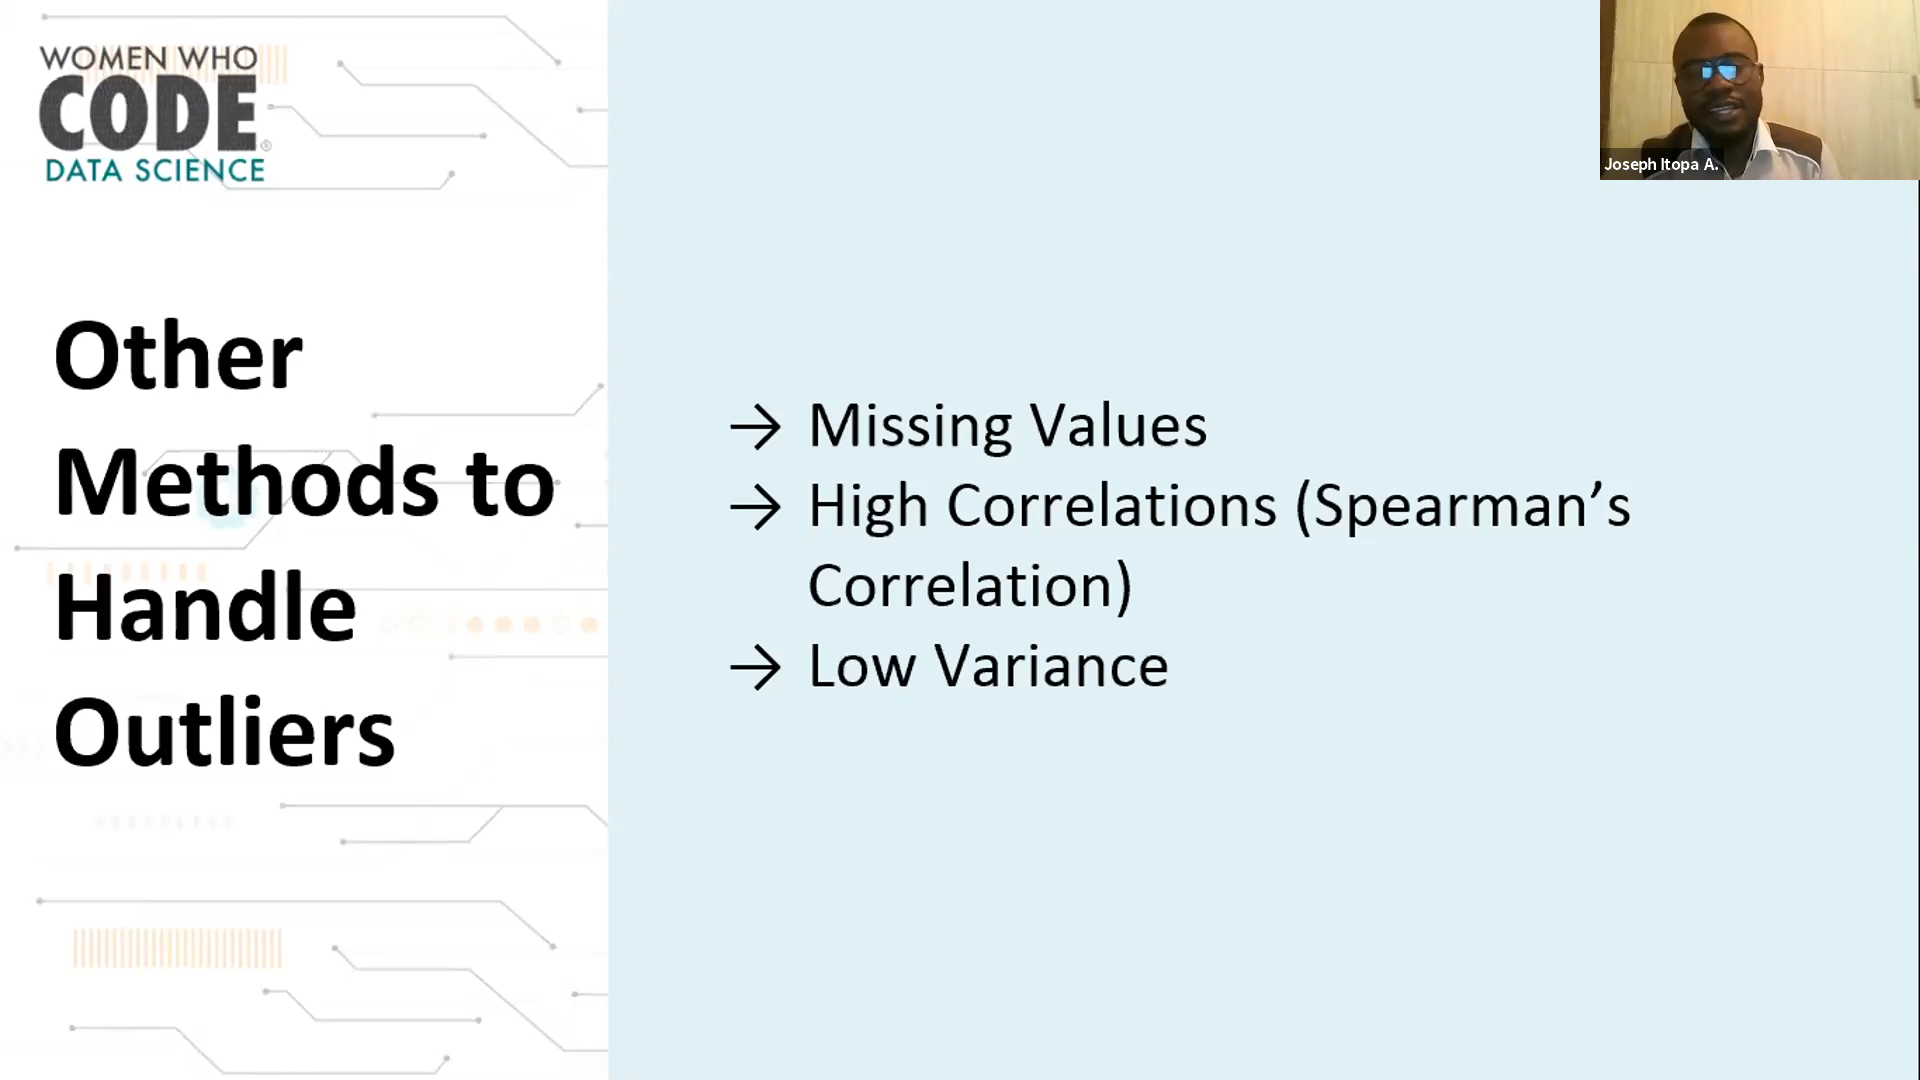 WOMEN WHO
CODE®
DATA SCIENCE
Joseph Itopa A.
Other
Methods to
Handle
Outliers
→ Missing Values
→ High Correlations (Spearman’s
Correlation)
→ Low Variance